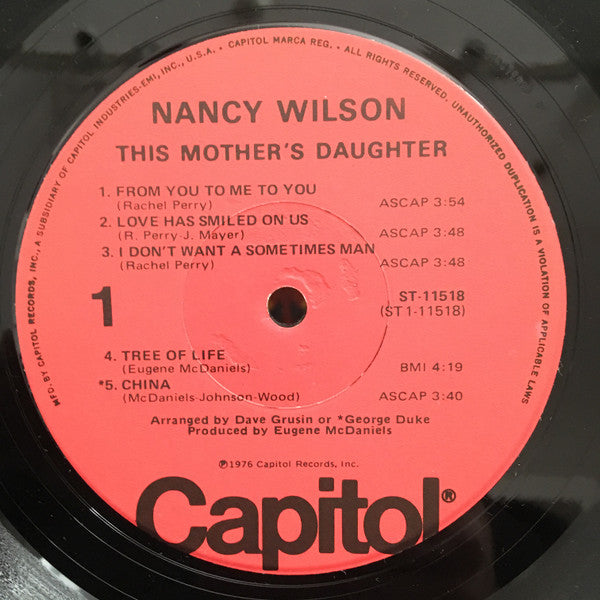 MFD. BY CAPITOL RECORDS, INC., A SUBSIDIARY OF CAPITOL INDUSTRIES-EMI, INC., U.S.A. • CAPITOL MARCA REG. • ALL RIGHTS RESERVED. UNAUTHORIZED DUPLICATION IS A VIOLATION OF APPLICABLE LAWS
NANCY WILSON
THIS MOTHER'S DAUGHTER
1. FROM YOU TO ME TO YOU
(Rachel Perry) ASCAP 3:54
2. LOVE HAS SMILED ON US
(R. Perry-J. Mayer) ASCAP 3:48
3. I DON'T WANT A SOMETIMES MAN
(Rachel Perry) ASCAP 3:48
1 ST-11518
(ST 1-11518)
4. TREE OF LIFE
(Eugene McDaniels) BMI 4:19
*5. CHINA
(McDaniels-Johnson-Wood) ASCAP 3:40
Arranged by Dave Grusin or *George Duke
Produced by Eugene McDaniels
℗1976 Capitol Records, Inc.
Capitol®